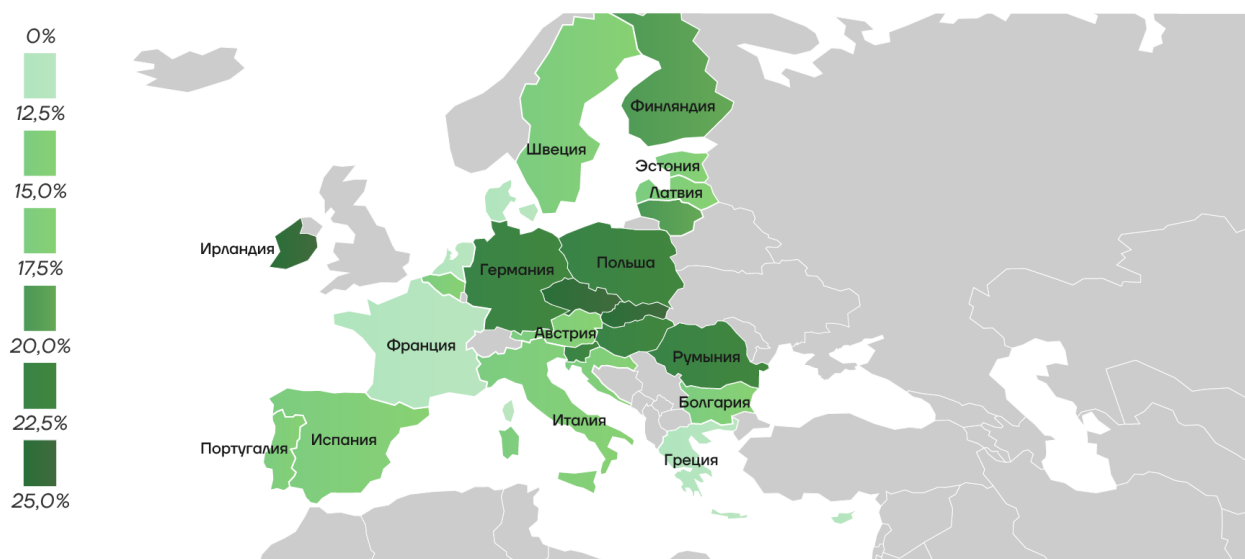 0%
12,5%
15,0%
17,5%
20,0%
22,5%
25,0%
Финляндия
Швеция
Эстония
Латвия
Ирландия
Германия
Польша
Австрия
Франция
Румыния
Болгария
Италия
Португалия
Испания
Греция